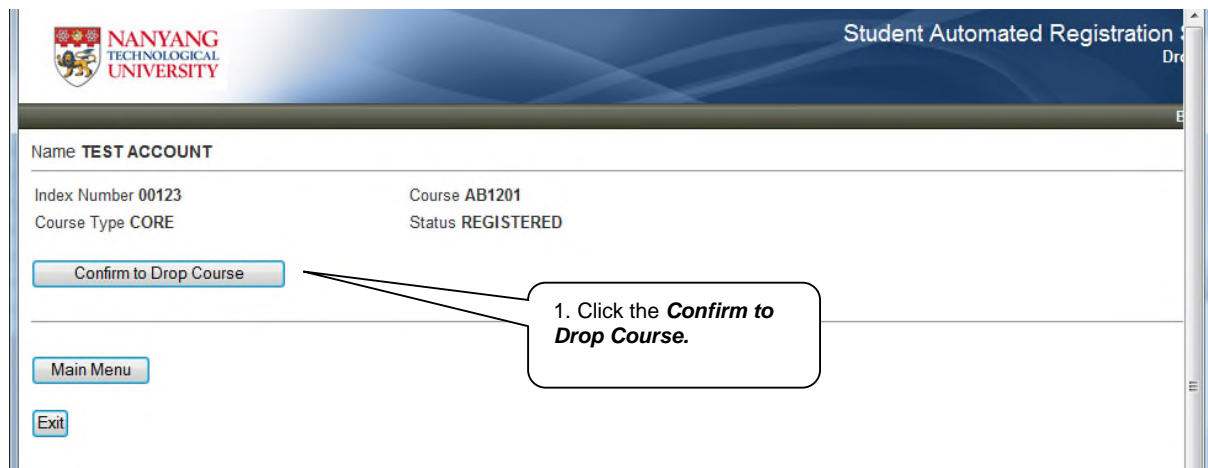 NANYANG
TECHNOLOGICAL
UNIVERSITY
Student Automated Registration
Name TEST ACCOUNT
Index Number 00123
Course AB1201
Course Type CORE
Status REGISTERED
Confirm to Drop Course
1. Click the Confirm to
Drop Course.
Main Menu
Exit